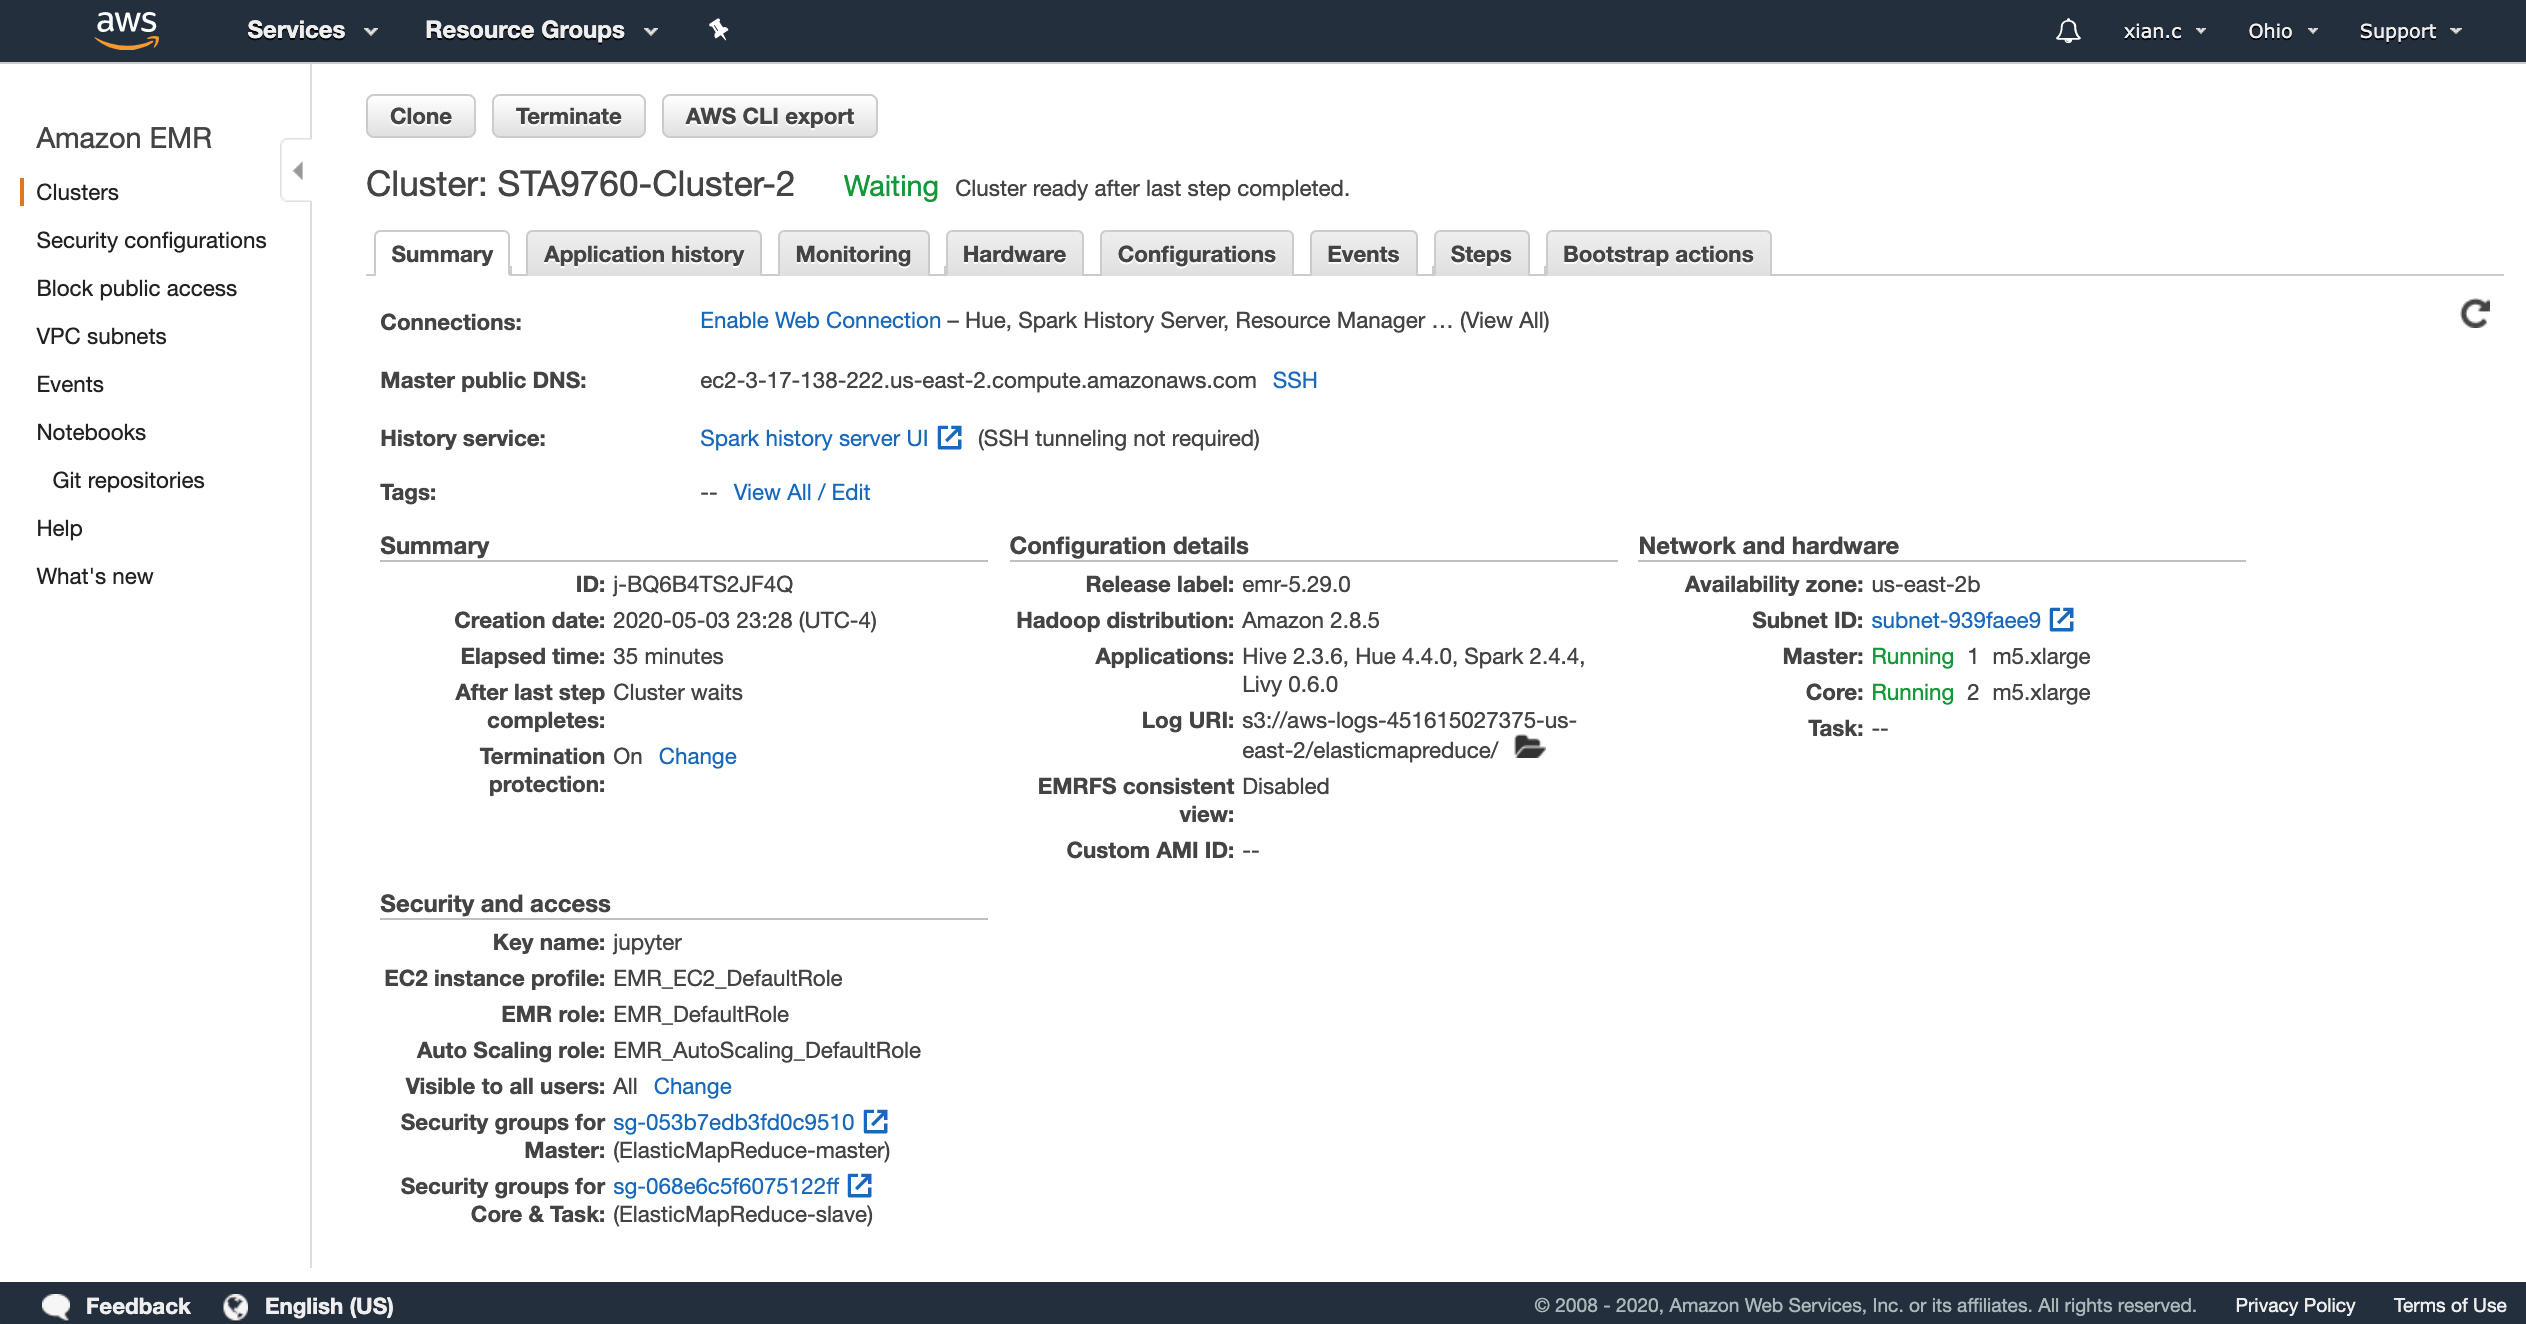 aws Services Resource Groups xian.c Ohio Support
Amazon EMR
Clusters
Security configurations
Block public access
VPC subnets
Events
Notebooks
Git repositories
Help
What's new
Clone Terminate AWS CLI export
Cluster: STA9760-Cluster-2 Waiting Cluster ready after last step completed.
Summary Application history Monitoring Hardware Configurations Events Steps Bootstrap actions
Connections: Enable Web Connection – Hue, Spark History Server, Resource Manager … (View All)
Master public DNS: ec2-3-17-138-222.us-east-2.compute.amazonaws.com SSH
History service: Spark history server UI (SSH tunneling not required)
Tags: -- View All / Edit
Summary
ID: j-BQ6B4TS2JF4Q
Creation date: 2020-05-03 23:28 (UTC-4)
Elapsed time: 35 minutes
After last step Cluster waits
completes:
Termination On Change
protection:
Configuration details
Release label: emr-5.29.0
Hadoop distribution: Amazon 2.8.5
Applications: Hive 2.3.6, Hue 4.4.0, Spark 2.4.4,
Livy 0.6.0
Log URI: s3://aws-logs-451615027375-us-
east-2/elasticmapreduce/
EMRFS consistent Disabled
view:
Custom AMI ID: --
Network and hardware
Availability zone: us-east-2b
Subnet ID: subnet-939faee9
Master: Running 1 m5.xlarge
Core: Running 2 m5.xlarge
Task: --
Security and access
Key name: jupyter
EC2 instance profile: EMR_EC2_DefaultRole
EMR role: EMR_DefaultRole
Auto Scaling role: EMR_AutoScaling_DefaultRole
Visible to all users: All Change
Security groups for sg-053b7edb3fd0c9510
Master: (ElasticMapReduce-master)
Security groups for sg-068e6c5f6075122ff
Core & Task: (ElasticMapReduce-slave)
Feedback English (US) © 2008 - 2020, Amazon Web Services, Inc. or its affiliates. All rights reserved. Privacy Policy Terms of Use